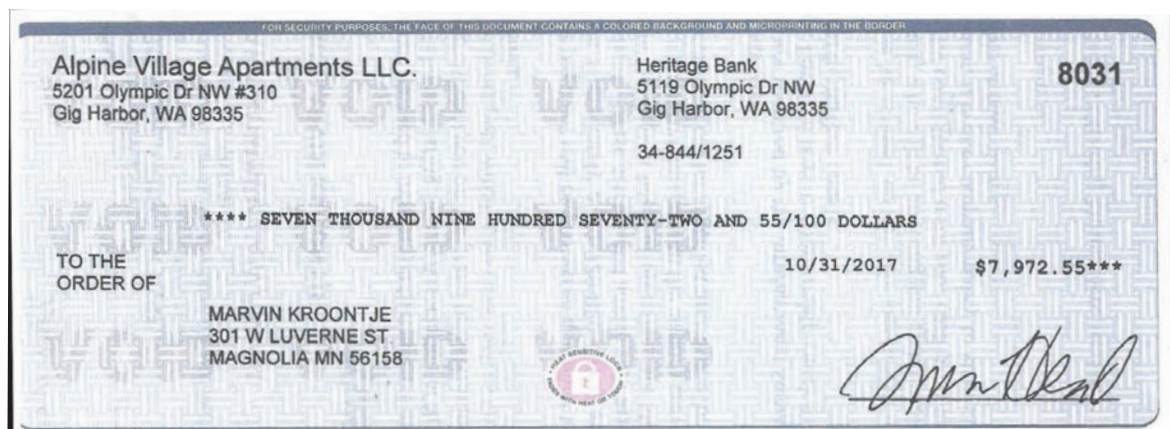 FOR SECURITY PURPOSES, THE FACE OF THIS DOCUMENT CONTAINS A COLORED BACKGROUND AND MICROPRINTING IN THE BORDER
Alpine Village Apartments LLC.
5201 Olympic Dr NW #310
Gig Harbor, WA 98335
Heritage Bank
5119 Olympic Dr NW
Gig Harbor, WA 98335
34-844/1251
8031
**** SEVEN THOUSAND NINE HUNDRED SEVENTY-TWO AND 55/100 DOLLARS
TO THE
ORDER OF
10/31/2017
$7,972.55***
MARVIN KROONTJE
301 W LUVERNE ST
MAGNOLIA MN 56158
HEAT SENSITIVE LOCK